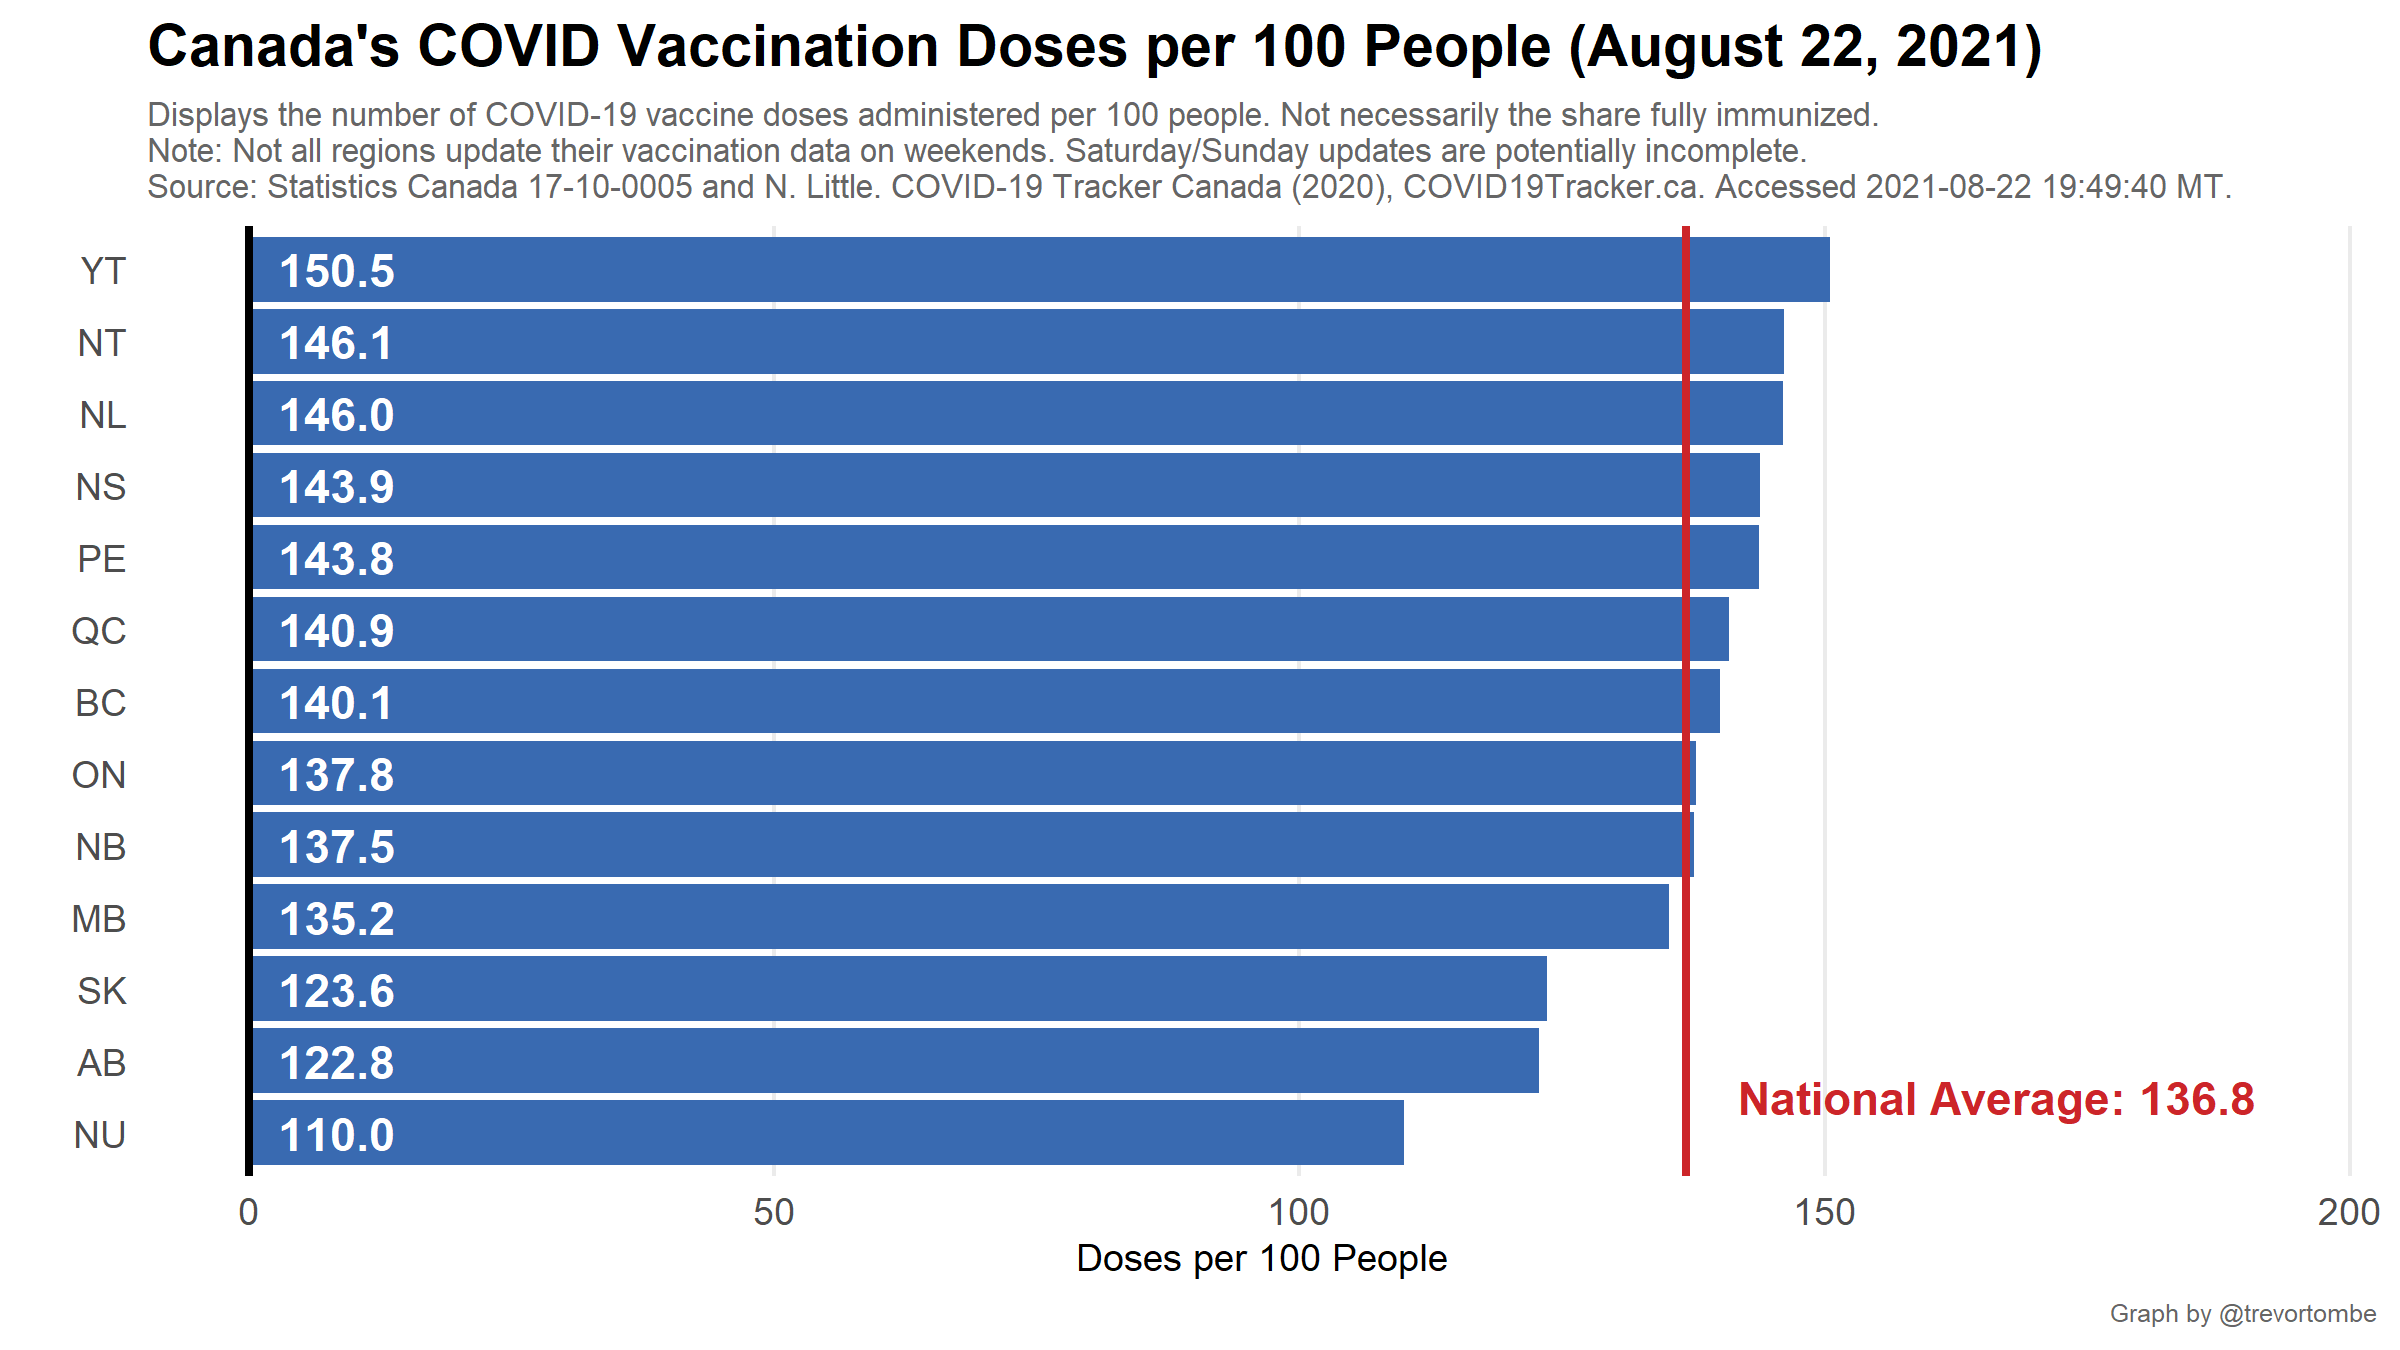 Canada's COVID Vaccination Doses per 100 People (August 22, 2021)
Displays the number of COVID-19 vaccine doses administered per 100 people. Not necessarily the share fully immunized.
Note: Not all regions update their vaccination data on weekends. Saturday/Sunday updates are potentially incomplete.
Source: Statistics Canada 17-10-0005 and N. Little. COVID-19 Tracker Canada (2020), COVID19Tracker.ca. Accessed 2021-08-22 19:49:40 MT.
YT 150.5
NT 146.1
NL 146.0
NS 143.9
PE 143.8
QC 140.9
BC 140.1
ON 137.8
NB 137.5
MB 135.2
SK 123.6
AB 122.8
National Average: 136.8
NU 110.0
0 50 100 150 200
Doses per 100 People
Graph by @trevortombe